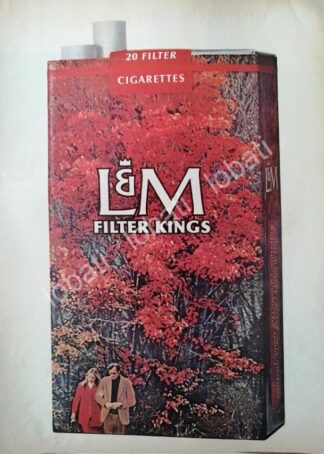 20 FILTER
CIGARETTES
L&M
FILTER KINGS
L&M